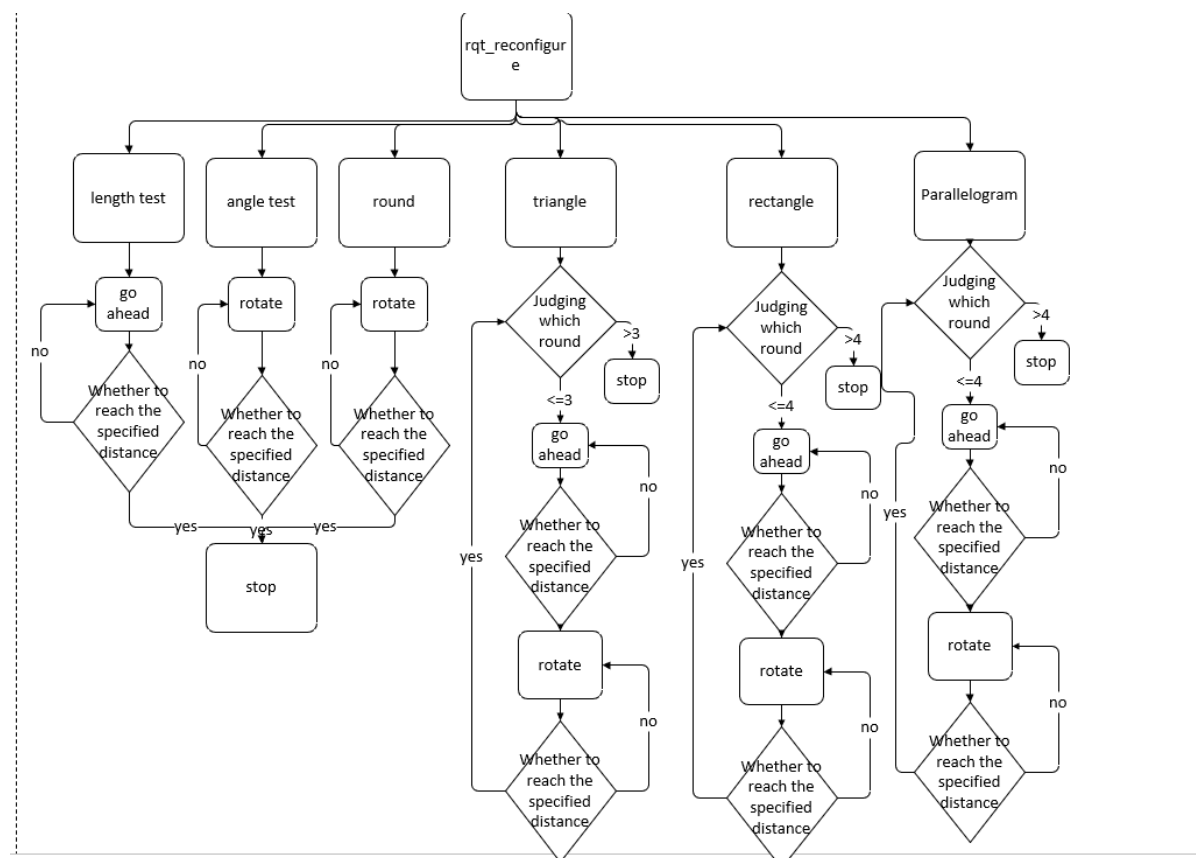 rqt_reconfigur
e
length test
angle test
round
triangle
rectangle
Parallelogram
go
ahead
rotate
rotate
Judging
which
round
>3
stop
<=3
Judging
which
round
>4
stop
<=4
Judging
which
round
>4
stop
<=4
no
no
no
Whether to
reach the
specified
distance
Whether to
reach the
specified
distance
Whether to
reach the
specified
distance
yes
yes
yes
stop
go
ahead
no
Whether to
reach the
specified
distance
yes
rotate
no
Whether to
reach the
specified
distance
go
ahead
no
Whether to
reach the
specified
distance
yes
rotate
no
Whether to
reach the
specified
distance
go
ahead
no
Whether to
reach the
specified
distance
yes
rotate
no
Whether to
reach the
specified
distance